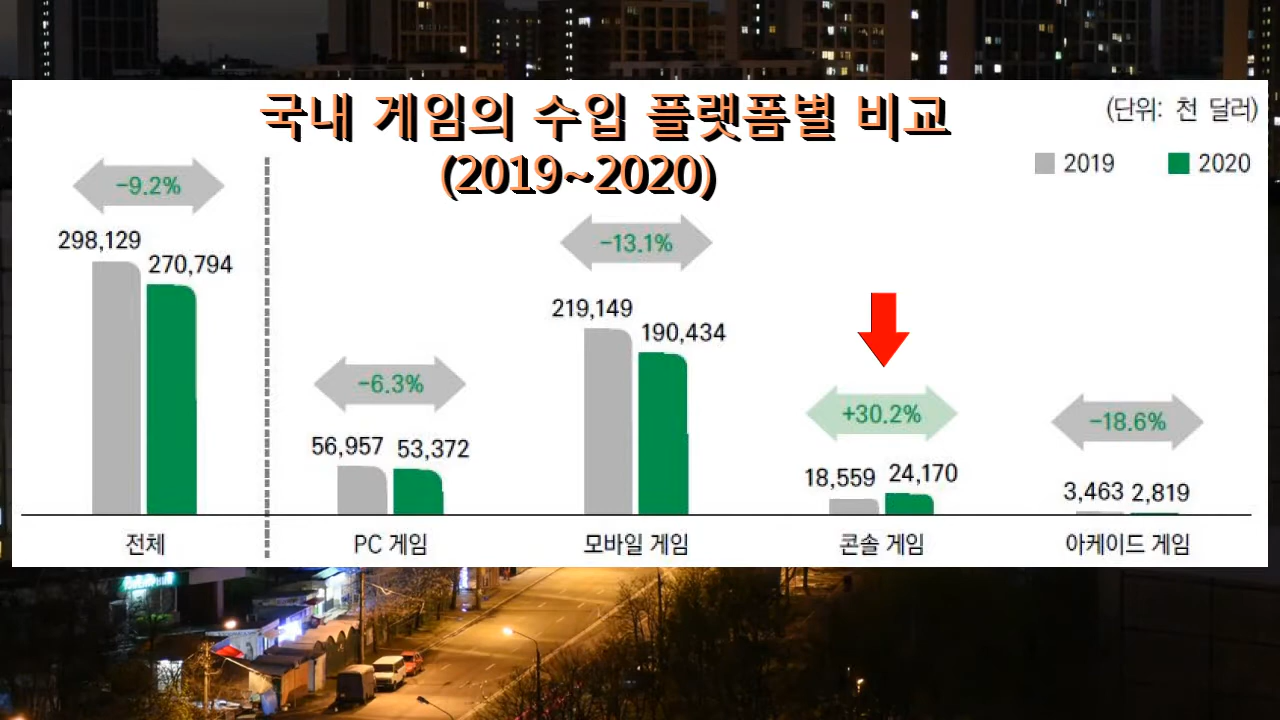 국내 게임의 수입 플랫폼별 비교
(2019~2020)
(단위: 천 달러)
2019
2020
-9.2%
298,129
270,794
전체
-6.3%
56,957
53,372
PC 게임
-13.1%
219,149
190,434
모바일 게임
+30.2%
18,559
24,170
콘솔 게임
-18.6%
3,463
2,819
아케이드 게임